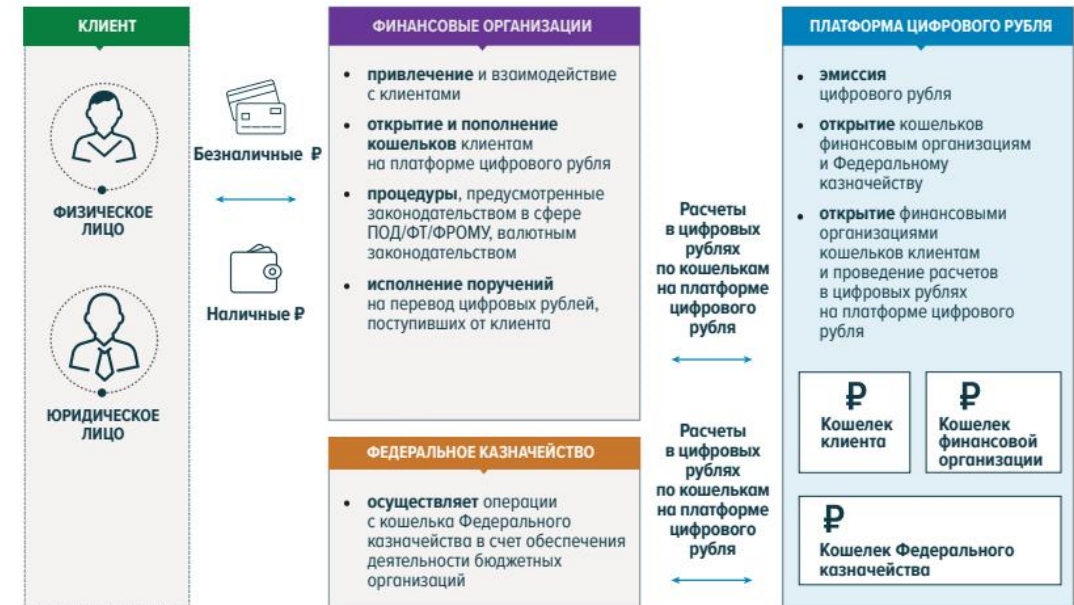 КЛИЕНТ
ФИЗИЧЕСКОЕ
ЛИЦО
ЮРИДИЧЕСКОЕ
ЛИЦО
Безналичные ₽
Наличные ₽
ФИНАНСОВЫЕ ОРГАНИЗАЦИИ
• привлечение и взаимодействие
с клиентами
• открытие и пополнение
кошельков клиентам
на платформе цифрового рубля
• процедуры, предусмотренные
законодательством в сфере
ПОД/ФТ/ФРОМУ, валютным
законодательством
• исполнение поручений
на перевод цифровых рублей,
поступивших от клиента
ФЕДЕРАЛЬНОЕ КАЗНАЧЕЙСТВО
• осуществляет операции
с кошелька Федерального
казначейства в счет обеспечения
деятельности бюджетных
организаций
Расчеты
в цифровых
рублях
по кошелькам
на платформе
цифрового
рубля
Расчеты
в цифровых
рублях
по кошелькам
на платформе
цифрового
рубля
ПЛАТФОРМА ЦИФРОВОГО РУБЛЯ
• эмиссия
цифрового рубля
• открытие кошельков
финансовым организациям
и Федеральному
казначейству
• открытие финансовыми
организациями
кошельков клиентам
и проведение расчетов
в цифровых рублях
на платформе цифрового
рубля
₽
Кошелек
клиента
₽
Кошелек
финансовой
организации
₽
Кошелек Федерального
казначейства